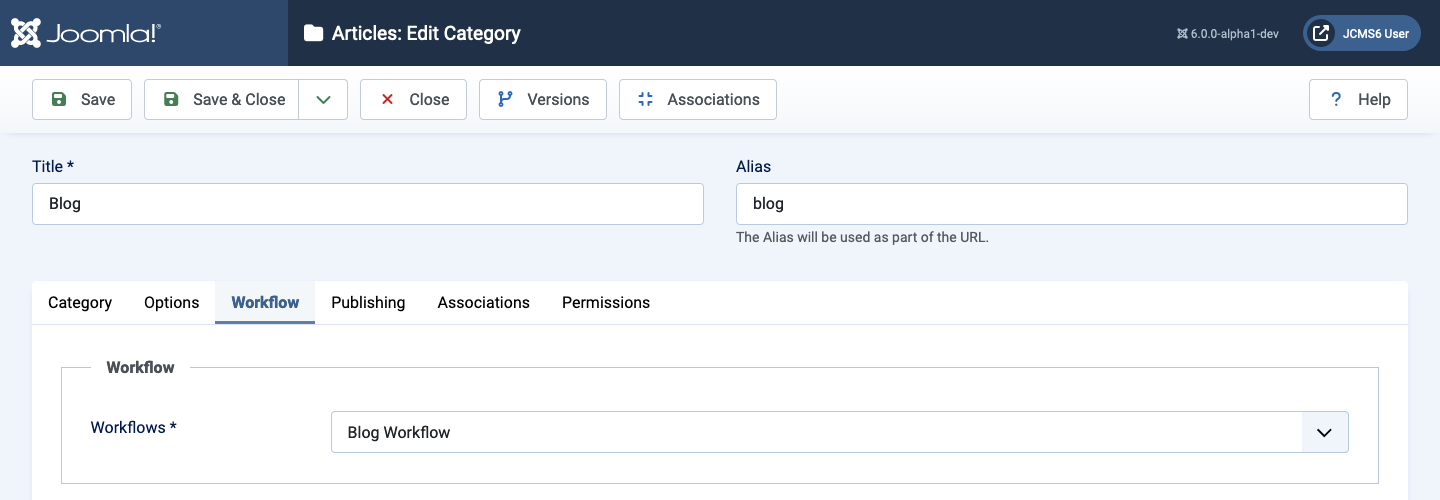 Joomla!® Articles: Edit Category 6.0.0-alpha1-dev JCMS6 User
Save Save & Close Close Versions Associations ? Help
Title * Alias
Blog blog
The Alias will be used as part of the URL.
Category Options Workflow Publishing Associations Permissions
Workflow
Workflows * Blog Workflow